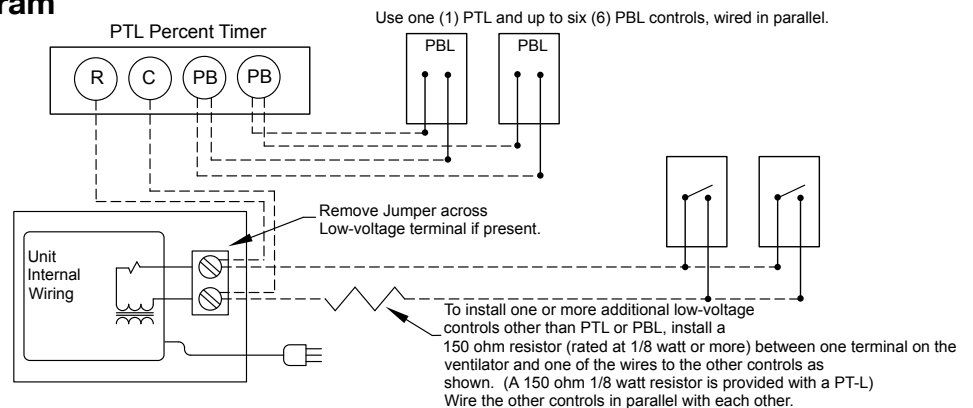 ram
Use one (1) PTL and up to six (6) PBL controls, wired in parallel.
PTL Percent Timer
R
C
PB
PB
PBL
PBL
Remove Jumper across
Low-voltage terminal if present.
Unit
Internal
Wiring
To install one or more additional low-voltage
controls other than PTL or PBL, install a
150 ohm resistor (rated at 1/8 watt or more) between one terminal on the
ventilator and one of the wires to the other controls as
shown. (A 150 ohm 1/8 watt resistor is provided with a PT-L)
Wire the other controls in parallel with each other.